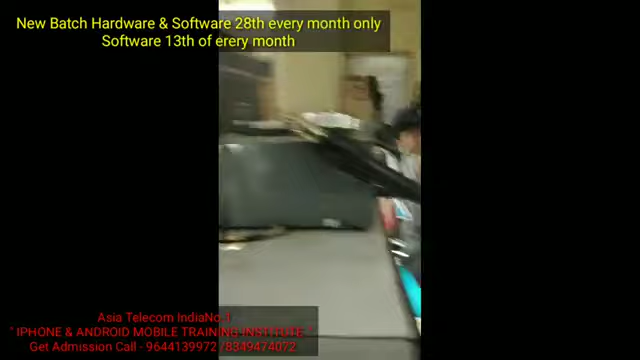 New Batch Hardware & Software 28th every month only
Software 13th of erery month
Asia Telecom IndiaNo.1
" IPHONE & ANDROID MOBILE TRAINING INSTITUTE "
Get Admission Call - 9644139972 /8349474072